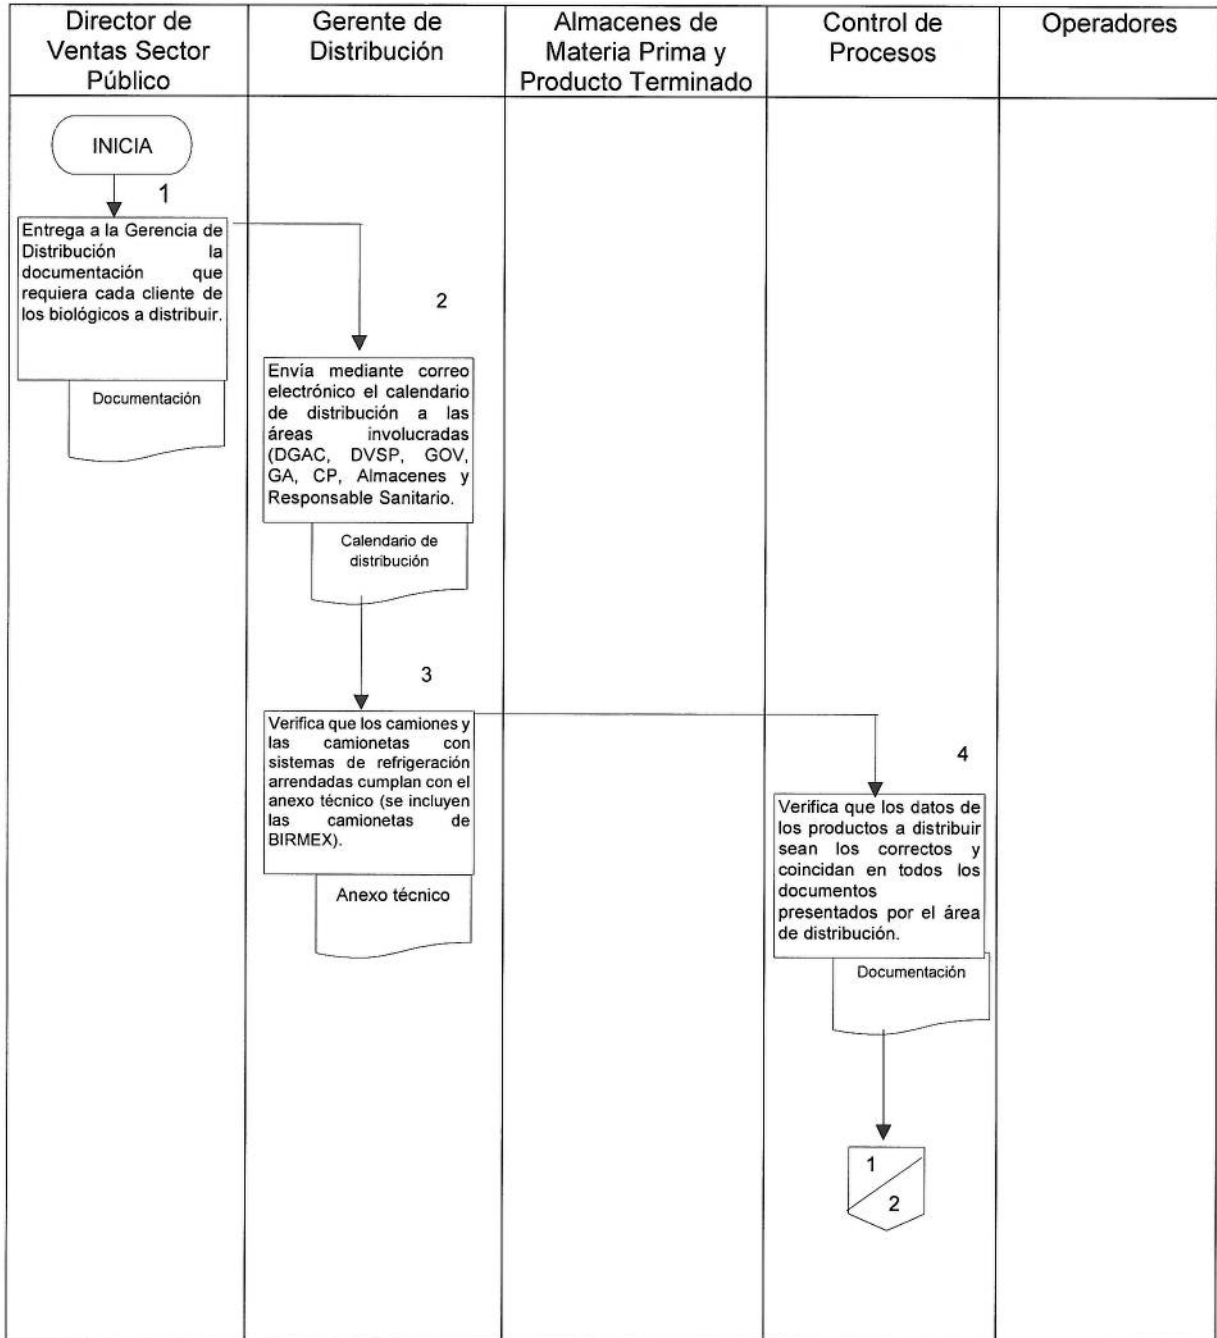 Director de
Ventas Sector
Público
Gerente de
Distribución
Almacenes de
Materia Prima y
Producto Terminado
Control de
Procesos
Operadores
INICIA
1
Entrega a la Gerencia de
Distribución la
documentación que
requiera cada cliente de
los biológicos a distribuir.
Documentación
2
Envía mediante correo
electrónico el calendario
de distribución a las
áreas involucradas
(DGAC, DVSP, GOV,
GA, CP, Almacenes y
Responsable Sanitario.
Calendario de
distribución
3
Verifica que los camiones y
las camionetas con
sistemas de refrigeración
arrendadas cumplan con el
anexo técnico (se incluyen
las camionetas de
BIRMEX).
Anexo técnico
4
Verifica que los datos de
los productos a distribuir
sean los correctos y
coincidan en todos los
documentos
presentados por el área
de distribución.
Documentación
1
2